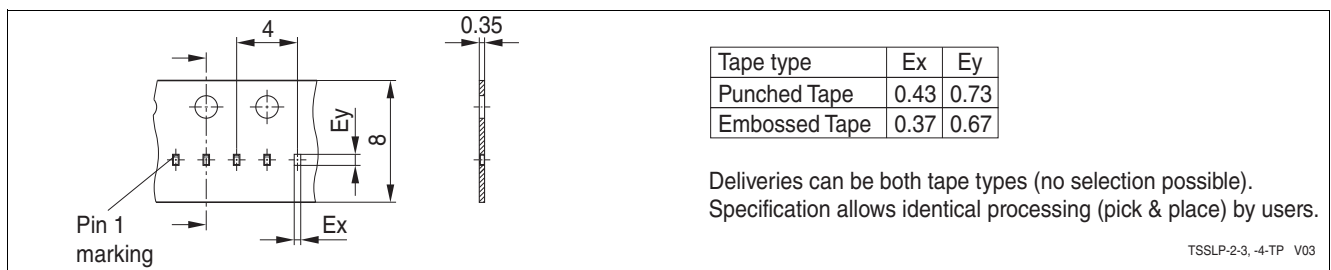 4
0.35
Ey
8
Ex
Pin 1
marking
Tape type Ex Ey
Punched Tape 0.43 0.73
Embossed Tape 0.37 0.67
Deliveries can be both tape types (no selection possible).
Specification allows identical processing (pick & place) by users.
TSSLP-2-3, -4-TP V03